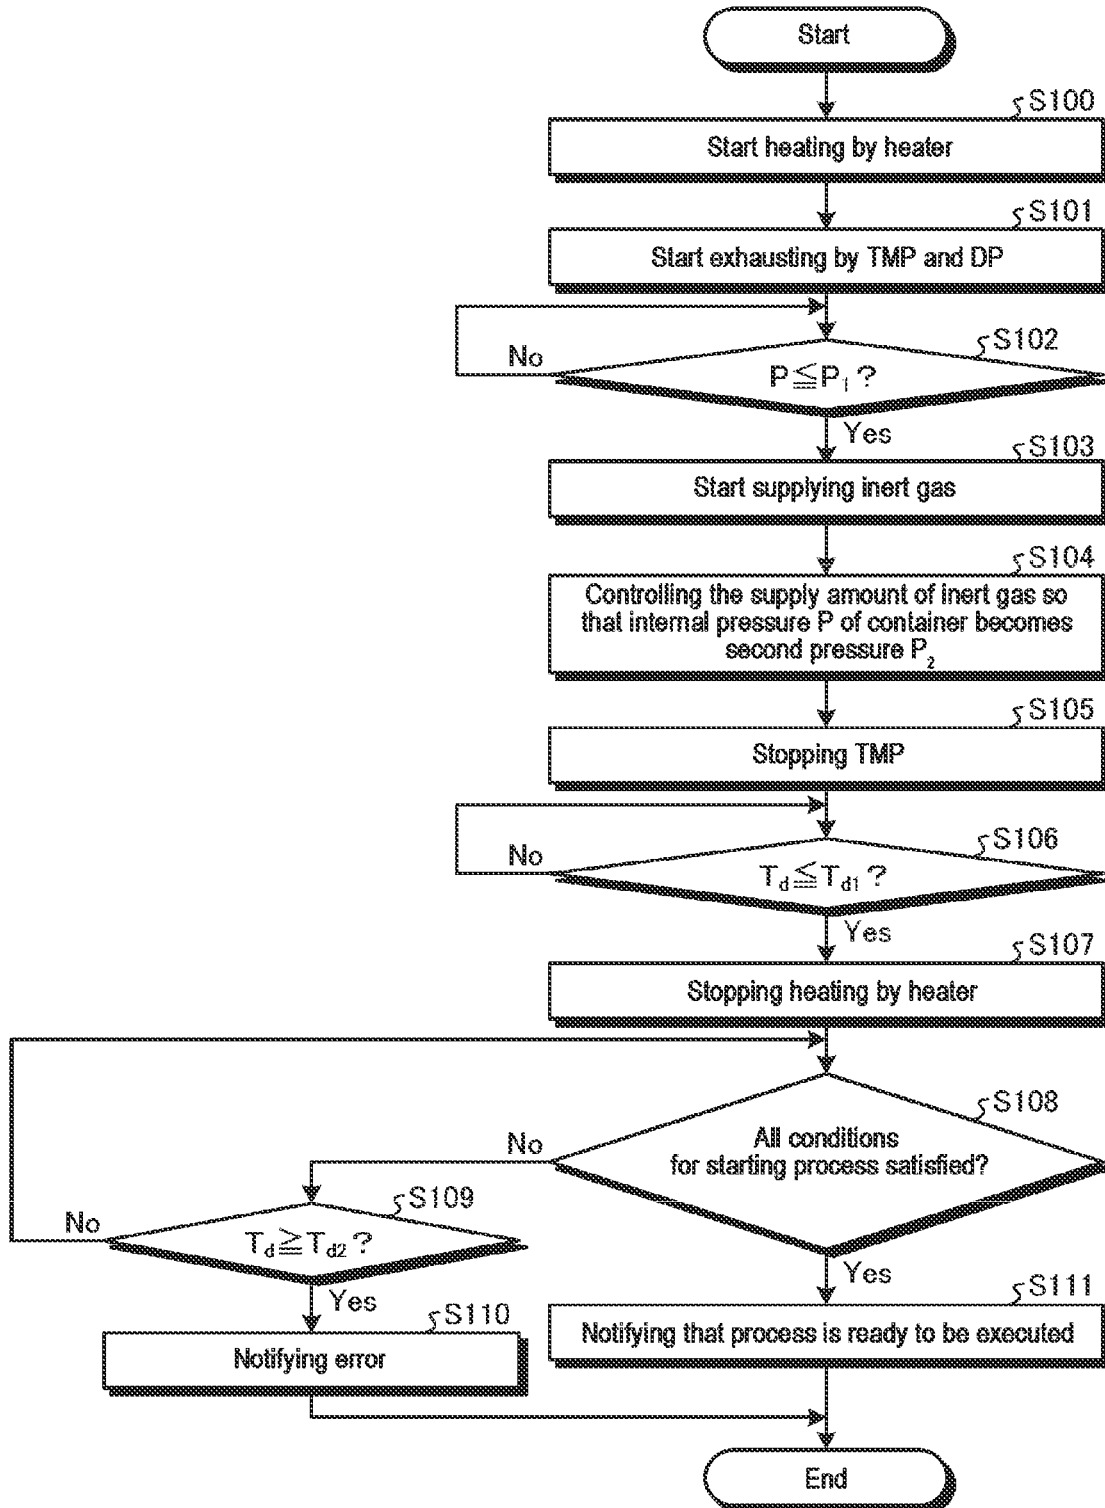 Start
S100
Start heating by heater
S101
Start exhausting by TMP and DP
S102
No
P≦P₁ ?
Yes
S103
Start supplying inert gas
S104
Controlling the supply amount of inert gas so
that internal pressure P of container becomes
second pressure P₂
S105
Stopping TMP
S106
No
T_d≦T_d1 ?
Yes
S107
Stopping heating by heater
S108
No
All conditions
for starting process satisfied?
S109
No
T_d≧T_d2 ?
Yes
Yes
S110
S111
Notifying error
Notifying that process is ready to be executed
End